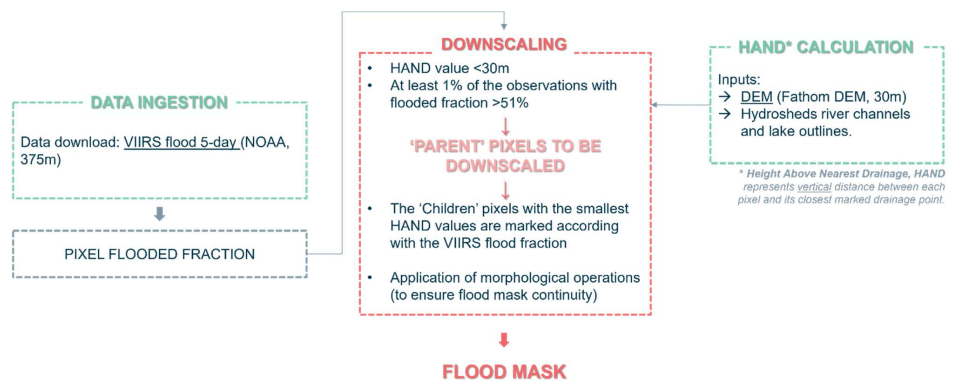 DATA INGESTION
Data download: VIIRS flood 5-day (NOAA,
375m)
PIXEL FLOODED FRACTION
DOWNSCALING
• HAND value <30m
• At least 1% of the observations with
flooded fraction >51%
‘PARENT’ PIXELS TO BE
DOWNSCALED
• The ‘Children’ pixels with the smallest
HAND values are marked according
with the VIIRS flood fraction
• Application of morphological operations
(to ensure flood mask continuity)
FLOOD MASK
HAND* CALCULATION
Inputs:
→ DEM (Fathom DEM, 30m)
→ Hydrosheds river channels
and lake outlines.
* Height Above Nearest Drainage, HAND
represents vertical distance between each
pixel and its closest marked drainage point.